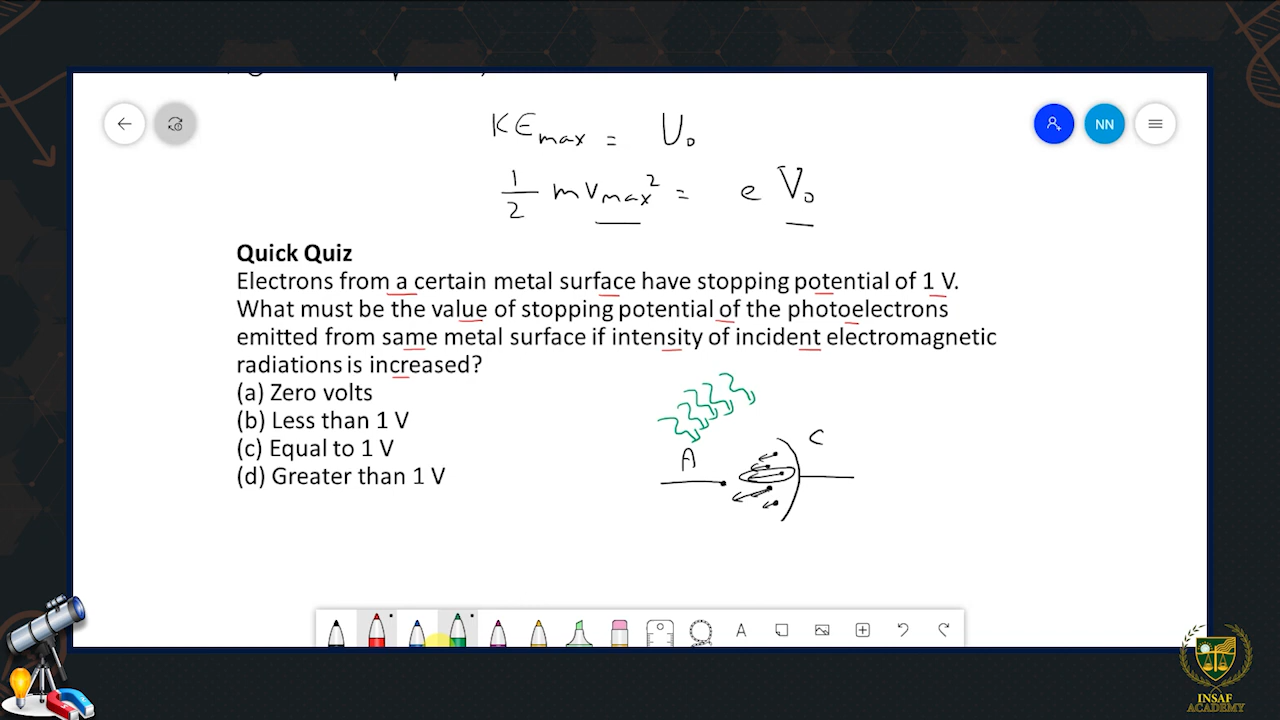 KE max = U₀
NN
1/2 mv max² = e V₀
Quick Quiz
Electrons from a certain metal surface have stopping potential of 1 V.
What must be the value of stopping potential of the photoelectrons
emitted from same metal surface if intensity of incident electromagnetic
radiations is increased?
(a) Zero volts
(b) Less than 1 V
(c) Equal to 1 V
(d) Greater than 1 V
C
A
A
INSAF
ACADEMY